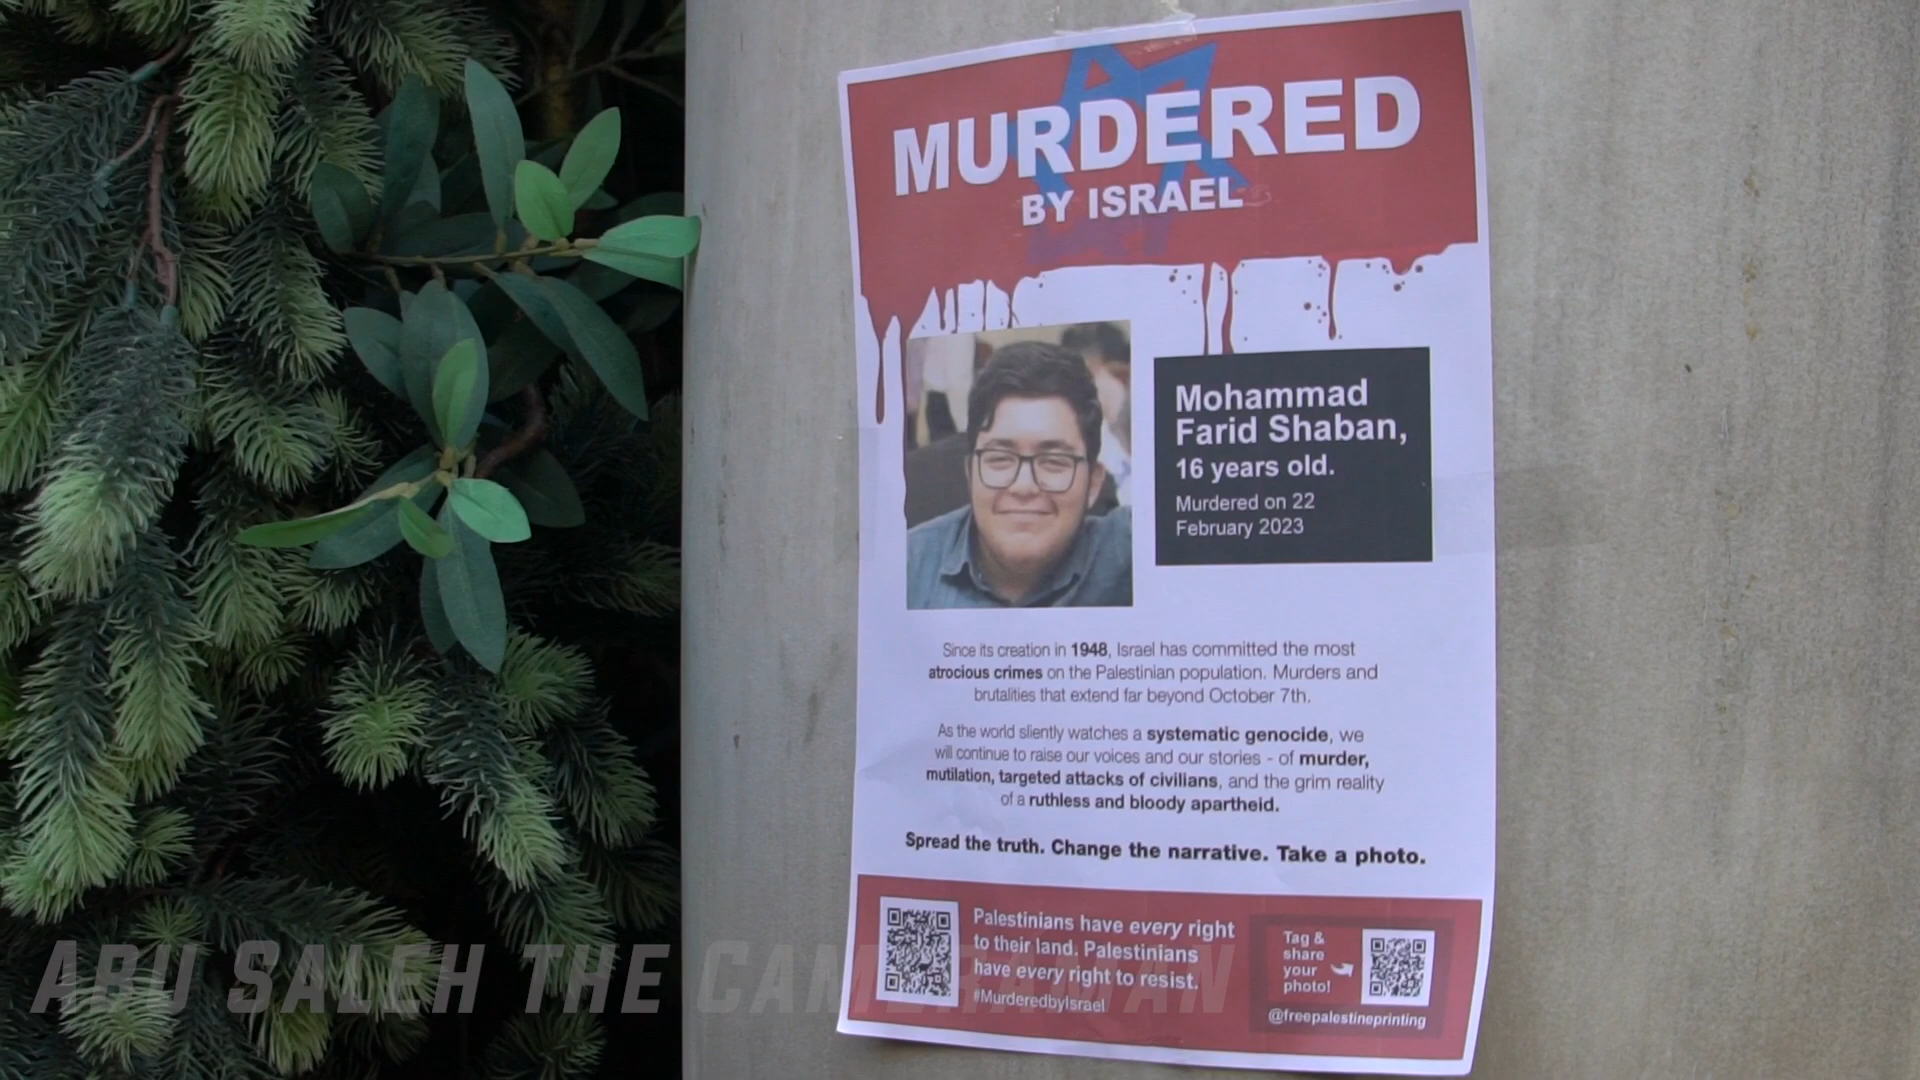 MURDERED
BY ISRAEL
Mohammad
Farid Shaban,
16 years old.
Murdered on 22
February 2023
Since its creation in 1948, Israel has committed the most
atrocious crimes on the Palestinian population. Murders and
brutalities that extend far beyond October 7th.
As the world sliently watches a systematic genocide, we
will continue to raise our voices and our stories - of murder,
mutilation, targeted attacks of civilians, and the grim reality
of a ruthless and bloody apartheid.
Spread the truth. Change the narrative. Take a photo.
Palestinians have every right
to their land. Palestinians
have every right to resist.
#MurderedbyIsrael
Tag &
share
your
photo!
@freepalestineprinting
ABU SALEH THE CAMERAMAN